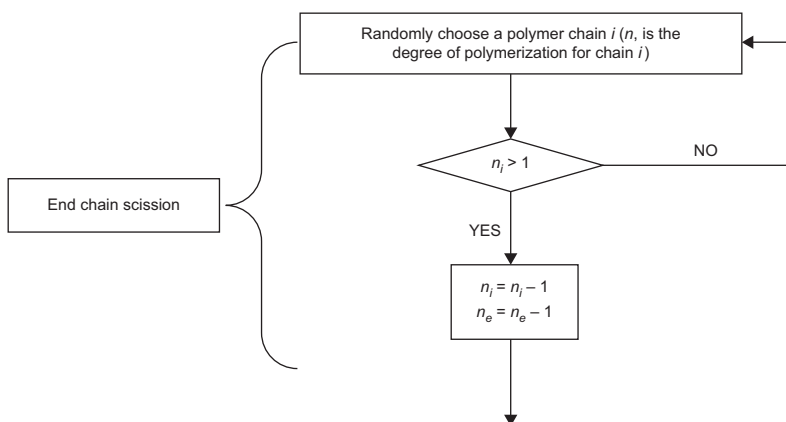 Randomly choose a polymer chain i (n, is the
degree of polymerization for chain i)
n_i > 1
NO
End chain scission
YES
n_i = n_i – 1
n_e = n_e – 1